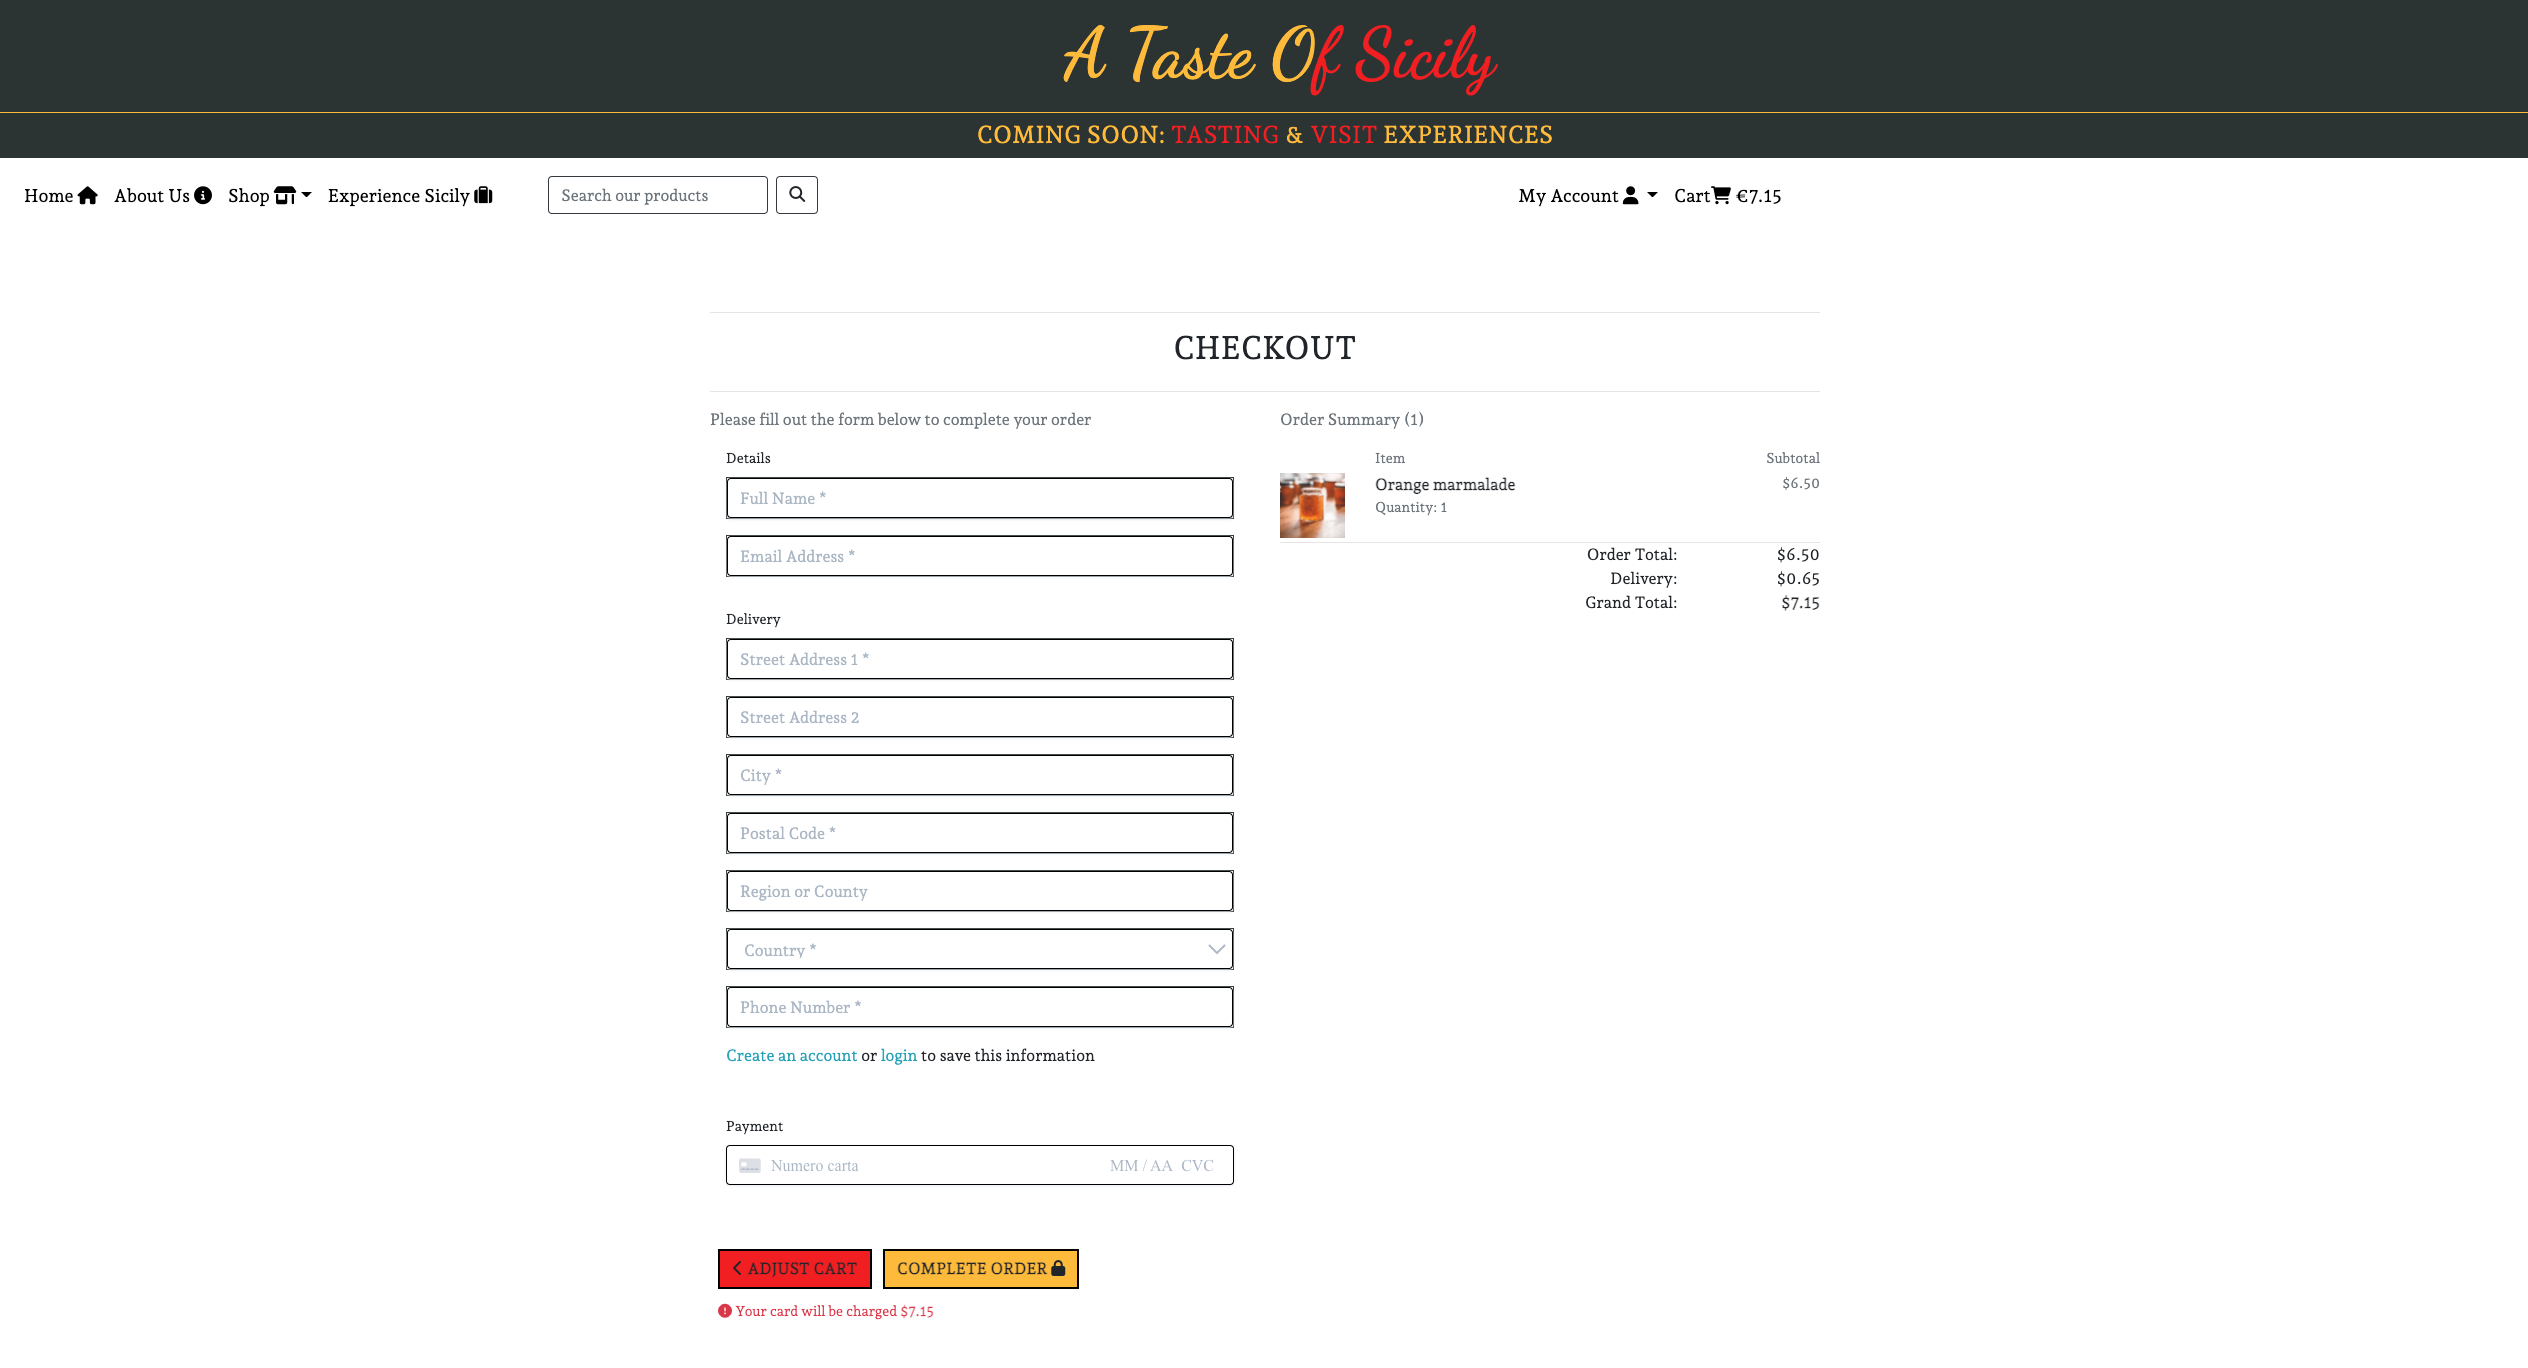 A Taste Of Sicily
COMING SOON: TASTING & VISIT EXPERIENCES
Home About Us Shop Experience Sicily Search our products My Account Cart €7.15
CHECKOUT
Please fill out the form below to complete your order
Details
Full Name *
Email Address *
Delivery
Street Address 1 *
Street Address 2
City *
Postal Code *
Region or County
Country *
Phone Number *
Create an account or login to save this information
Payment
Numero carta MM / AA CVC
ADJUST CART COMPLETE ORDER
Your card will be charged $7.15
Order Summary (1)
Item Subtotal
Orange marmalade $6.50
Quantity: 1
Order Total: $6.50
Delivery: $0.65
Grand Total: $7.15